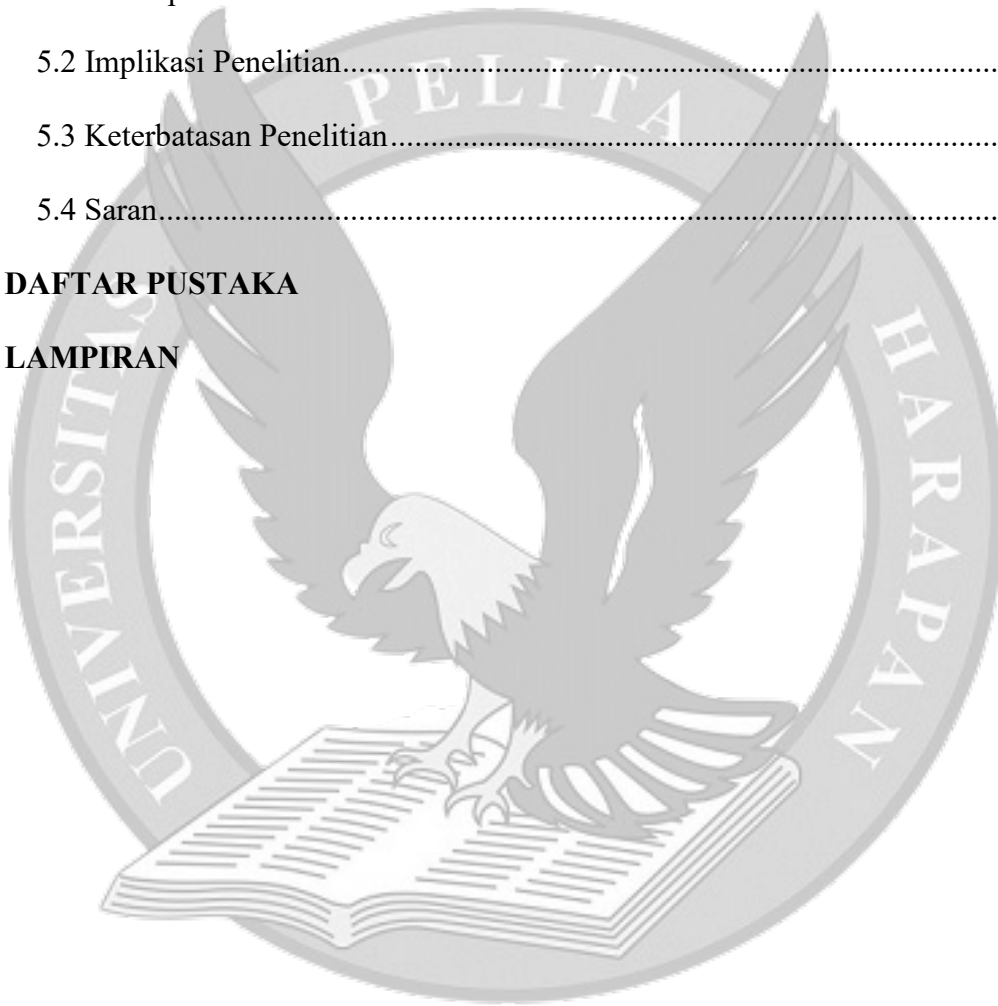 5.2 Implikasi Penelitian....................................................................................
5.3 Keterbatasan Penelitian..............................................................................
5.4 Saran...........................................................................................................
DAFTAR PUSTAKA
LAMPIRAN
UNIVERSITAS PELITA HARAPAN